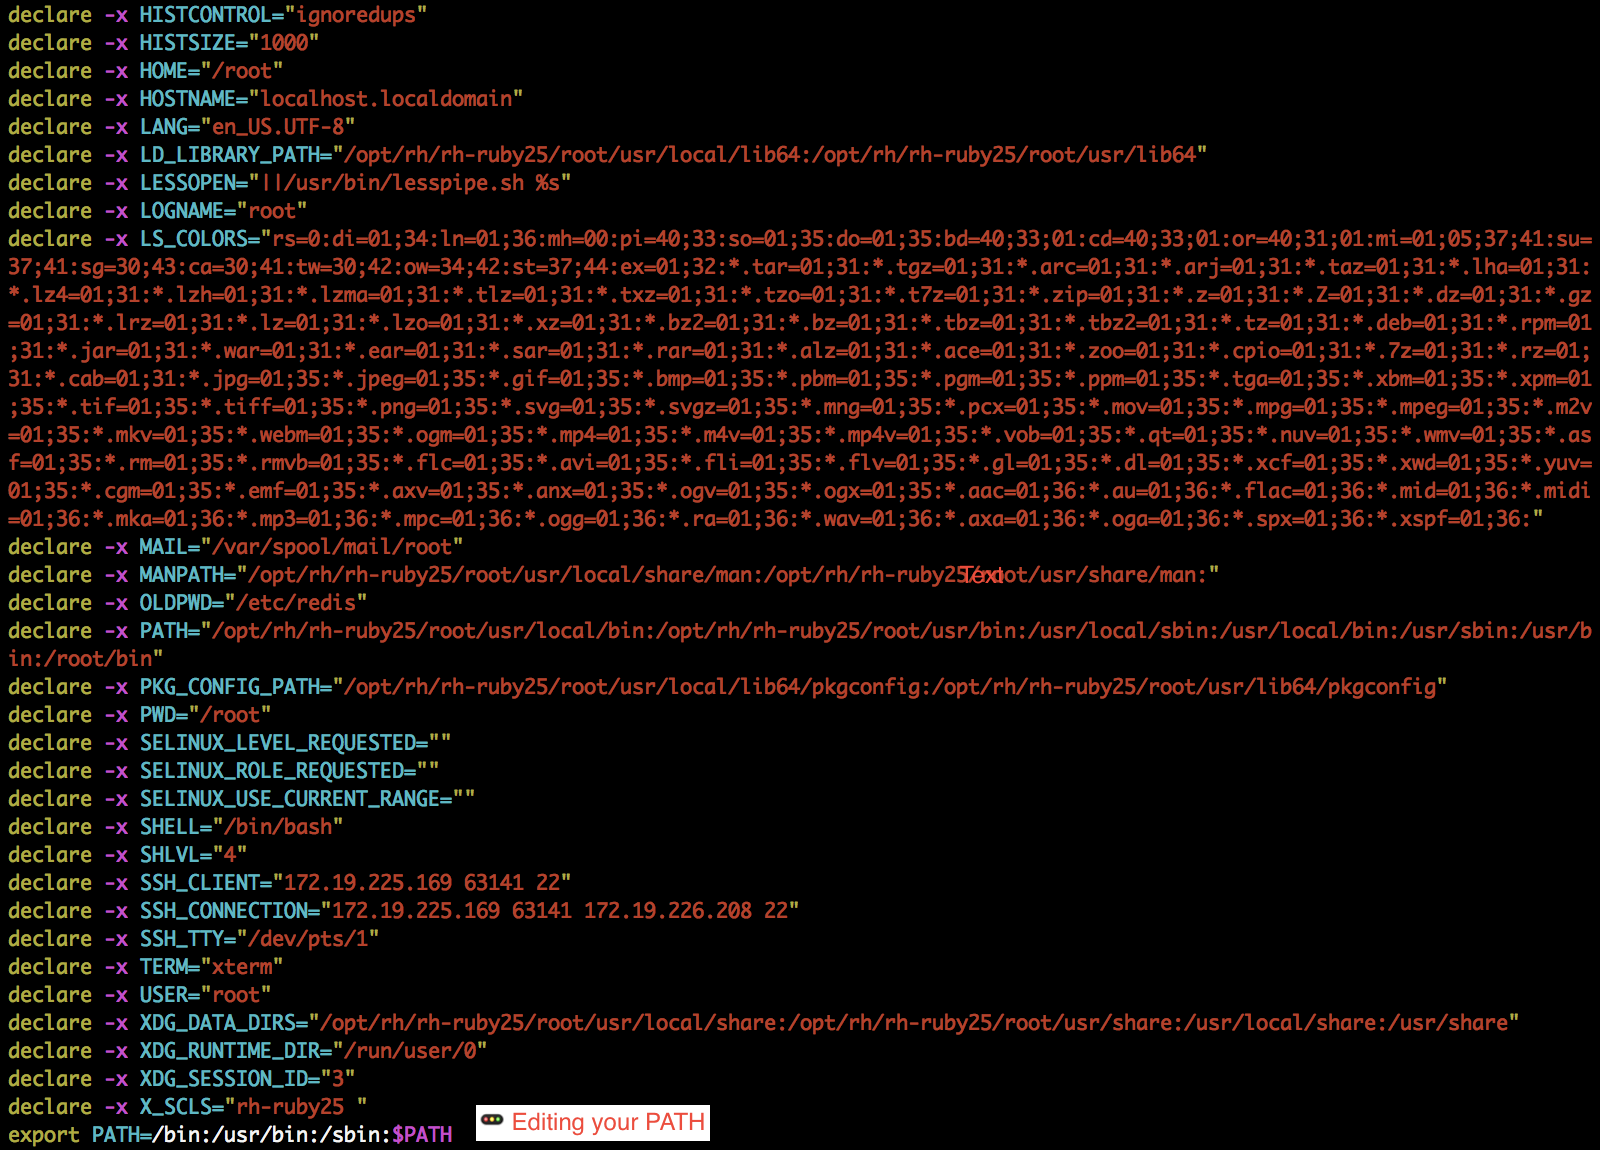 declare -x HISTCONTROL="ignoredups"
declare -x HISTSIZE="1000"
declare -x HOME="/root"
declare -x HOSTNAME="localhost.localdomain"
declare -x LANG="en_US.UTF-8"
declare -x LD_LIBRARY_PATH="/opt/rh/rh-ruby25/root/usr/local/lib64:/opt/rh/rh-ruby25/root/usr/lib64"
declare -x LESSOPEN="||/usr/bin/lesspipe.sh %s"
declare -x LOGNAME="root"
declare -x LS_COLORS="rs=0:di=01;34:ln=01;36:mh=00:pi=40;33:so=01;35:do=01;35:bd=40;33;01:cd=40;33;01:or=40;31;01:mi=01;05;37;41:su=
37;41:sg=30;43:ca=30;41:tw=30;42:ow=34;42:st=37;44:ex=01;32:*.tar=01;31:*.tgz=01;31:*.arc=01;31:*.arj=01;31:*.taz=01;31:*.lha=01;31:
*.lz4=01;31:*.lzh=01;31:*.lzma=01;31:*.tlz=01;31:*.txz=01;31:*.tzo=01;31:*.t7z=01;31:*.zip=01;31:*.z=01;31:*.Z=01;31:*.dz=01;31:*.gz
=01;31:*.lrz=01;31:*.lz=01;31:*.lzo=01;31:*.xz=01;31:*.bz2=01;31:*.bz=01;31:*.tbz=01;31:*.tbz2=01;31:*.tz=01;31:*.deb=01;31:*.rpm=01
;31:*.jar=01;31:*.war=01;31:*.ear=01;31:*.sar=01;31:*.rar=01;31:*.alz=01;31:*.ace=01;31:*.zoo=01;31:*.cpio=01;31:*.7z=01;31:*.rz=01;
31:*.cab=01;31:*.jpg=01;35:*.jpeg=01;35:*.gif=01;35:*.bmp=01;35:*.pbm=01;35:*.pgm=01;35:*.ppm=01;35:*.tga=01;35:*.xbm=01;35:*.xpm=01
;35:*.tif=01;35:*.tiff=01;35:*.png=01;35:*.svg=01;35:*.svgz=01;35:*.mng=01;35:*.pcx=01;35:*.mov=01;35:*.mpg=01;35:*.mpeg=01;35:*.m2v
=01;35:*.mkv=01;35:*.webm=01;35:*.ogm=01;35:*.mp4=01;35:*.m4v=01;35:*.mp4v=01;35:*.vob=01;35:*.qt=01;35:*.nuv=01;35:*.wmv=01;35:*.as
f=01;35:*.rm=01;35:*.rmvb=01;35:*.flc=01;35:*.avi=01;35:*.fli=01;35:*.flv=01;35:*.gl=01;35:*.dl=01;35:*.xcf=01;35:*.xwd=01;35:*.yuv=
01;35:*.cgm=01;35:*.emf=01;35:*.axv=01;35:*.anx=01;35:*.ogv=01;35:*.ogx=01;35:*.aac=01;36:*.au=01;36:*.flac=01;36:*.mid=01;36:*.midi
=01;36:*.mka=01;36:*.mp3=01;36:*.mpc=01;36:*.ogg=01;36:*.ra=01;36:*.wav=01;36:*.axa=01;36:*.oga=01;36:*.spx=01;36:*.xspf=01;36:"
declare -x MAIL="/var/spool/mail/root"
declare -x MANPATH="/opt/rh/rh-ruby25/root/usr/local/share/man:/opt/rh/rh-ruby25/root/usr/share/man:"
Text
declare -x OLDPWD="/etc/redis"
declare -x PATH="/opt/rh/rh-ruby25/root/usr/local/bin:/opt/rh/rh-ruby25/root/usr/bin:/usr/local/sbin:/usr/local/bin:/usr/sbin:/usr/b
in:/root/bin"
declare -x PKG_CONFIG_PATH="/opt/rh/rh-ruby25/root/usr/local/lib64/pkgconfig:/opt/rh/rh-ruby25/root/usr/lib64/pkgconfig"
declare -x PWD="/root"
declare -x SELINUX_LEVEL_REQUESTED=""
declare -x SELINUX_ROLE_REQUESTED=""
declare -x SELINUX_USE_CURRENT_RANGE=""
declare -x SHELL="/bin/bash"
declare -x SHLVL="4"
declare -x SSH_CLIENT="172.19.225.169 63141 22"
declare -x SSH_CONNECTION="172.19.225.169 63141 172.19.226.208 22"
declare -x SSH_TTY="/dev/pts/1"
declare -x TERM="xterm"
declare -x USER="root"
declare -x XDG_DATA_DIRS="/opt/rh/rh-ruby25/root/usr/local/share:/opt/rh/rh-ruby25/root/usr/share:/usr/local/share:/usr/share"
declare -x XDG_RUNTIME_DIR="/run/user/0"
declare -x XDG_SESSION_ID="3"
declare -x X_SCLS="rh-ruby25 "
export PATH=/bin:/usr/bin:/sbin:$PATH
Editing your PATH